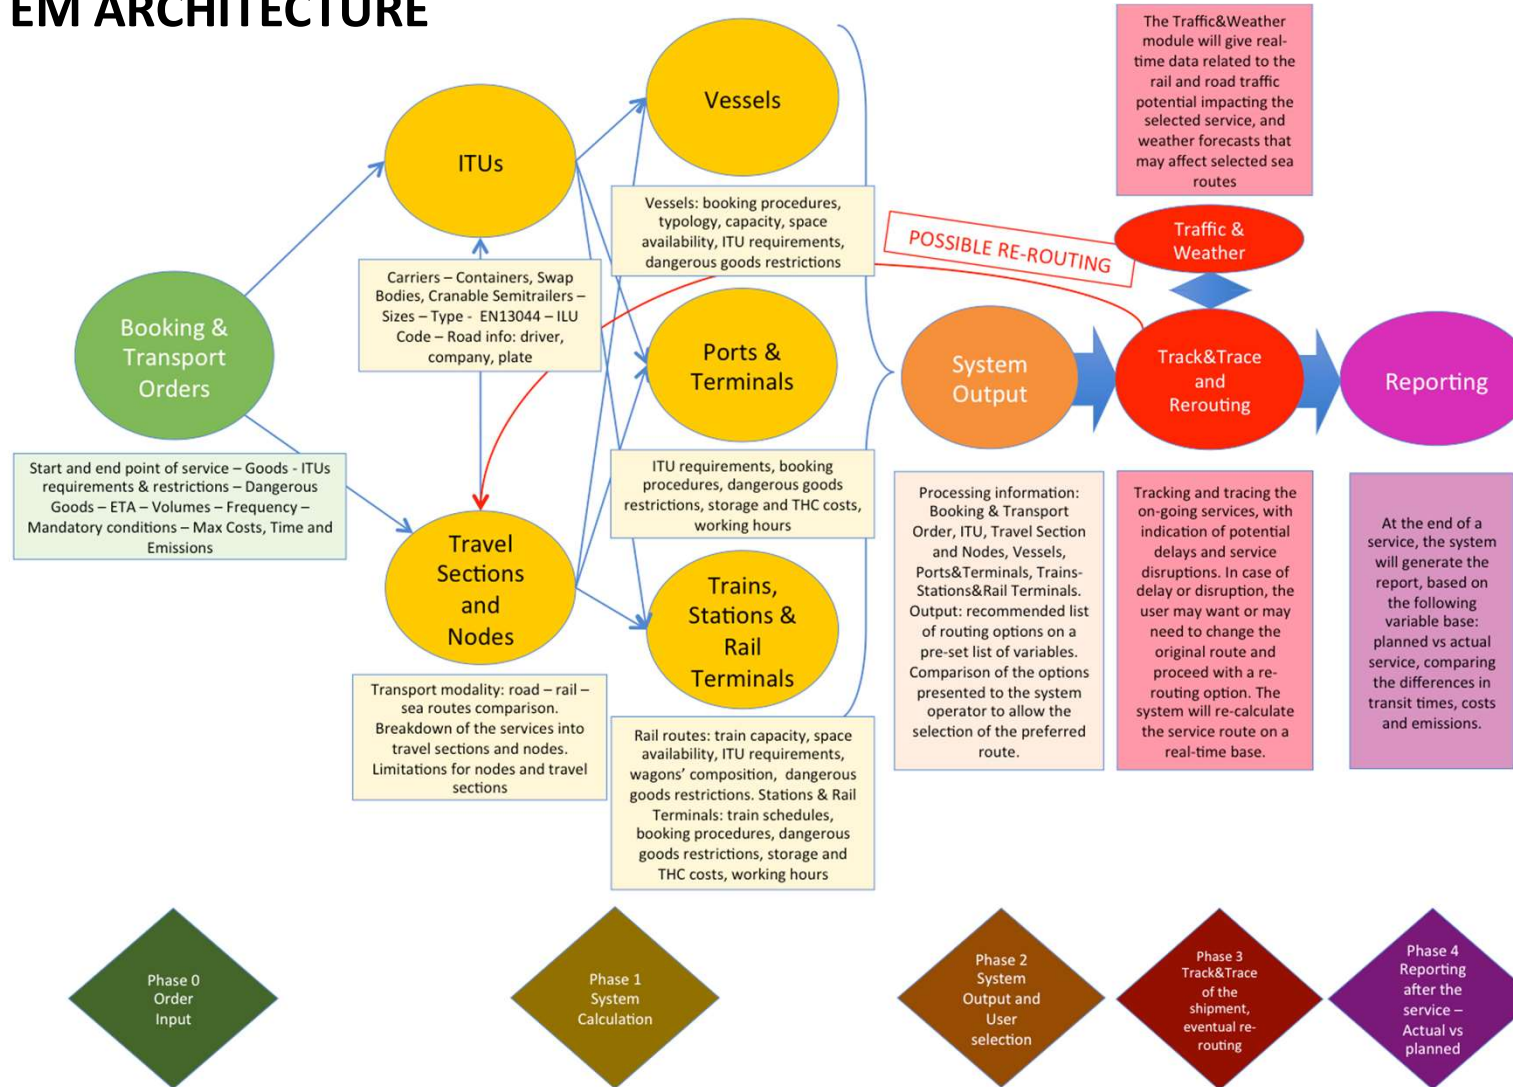 EM ARCHITECTURE
Booking &
Transport
Orders
Start and end point of service – Goods - ITUs
requirements & restrictions – Dangerous
Goods – ETA – Volumes – Frequency –
Mandatory conditions – Max Costs, Time and
Emissions
ITUs
Carriers – Containers, Swap
Bodies, Cranable Semitrailers –
Sizes – Type - EN13044 – ILU
Code – Road info: driver,
company, plate
Travel
Sections
and
Nodes
Transport modality: road – rail –
sea routes comparison.
Breakdown of the services into
travel sections and nodes.
Limitations for nodes and travel
sections
Vessels
Vessels: booking procedures,
typology, capacity, space
availability, ITU requirements,
dangerous goods restrictions
Ports &
Terminals
ITU requirements, booking
procedures, dangerous goods
restrictions, storage and THC costs,
working hours
Trains,
Stations &
Rail
Terminals
Rail routes: train capacity, space
availability, ITU requirements,
wagons' composition, dangerous
goods restrictions. Stations & Rail
Terminals: train schedules,
booking procedures, dangerous
goods restrictions, storage and
THC costs, working hours
POSSIBLE RE-ROUTING
System
Output
Processing information:
Booking & Transport
Order, ITU, Travel Section
and Nodes, Vessels,
Ports&Terminals, Trains-
Stations&Rail Terminals.
Output: recommended list
of routing options on a
pre-set list of variables.
Comparison of the options
presented to the system
operator to allow the
selection of the preferred
route.
The Traffic&Weather
module will give real-
time data related to the
rail and road traffic
potential impacting the
selected service, and
weather forecasts that
may affect selected sea
routes
Traffic &
Weather
Track&Trace
and
Rerouting
Tracking and tracing the
on-going services, with
indication of potential
delays and service
disruptions. In case of
delay or disruption, the
user may want or may
need to change the
original route and
proceed with a re-
routing option. The
system will re-calculate
the service route on a
real-time base.
Reporting
At the end of a
service, the system
will generate the
report, based on
the following
variable base:
planned vs actual
service, comparing
the differences in
transit times, costs
and emissions.
Phase 0
Order
Input
Phase 1
System
Calculation
Phase 2
System
Output and
User
selection
Phase 3
Track&Trace
of the
shipment,
eventual re-
routing
Phase 4
Reporting
after the
service –
Actual vs
planned